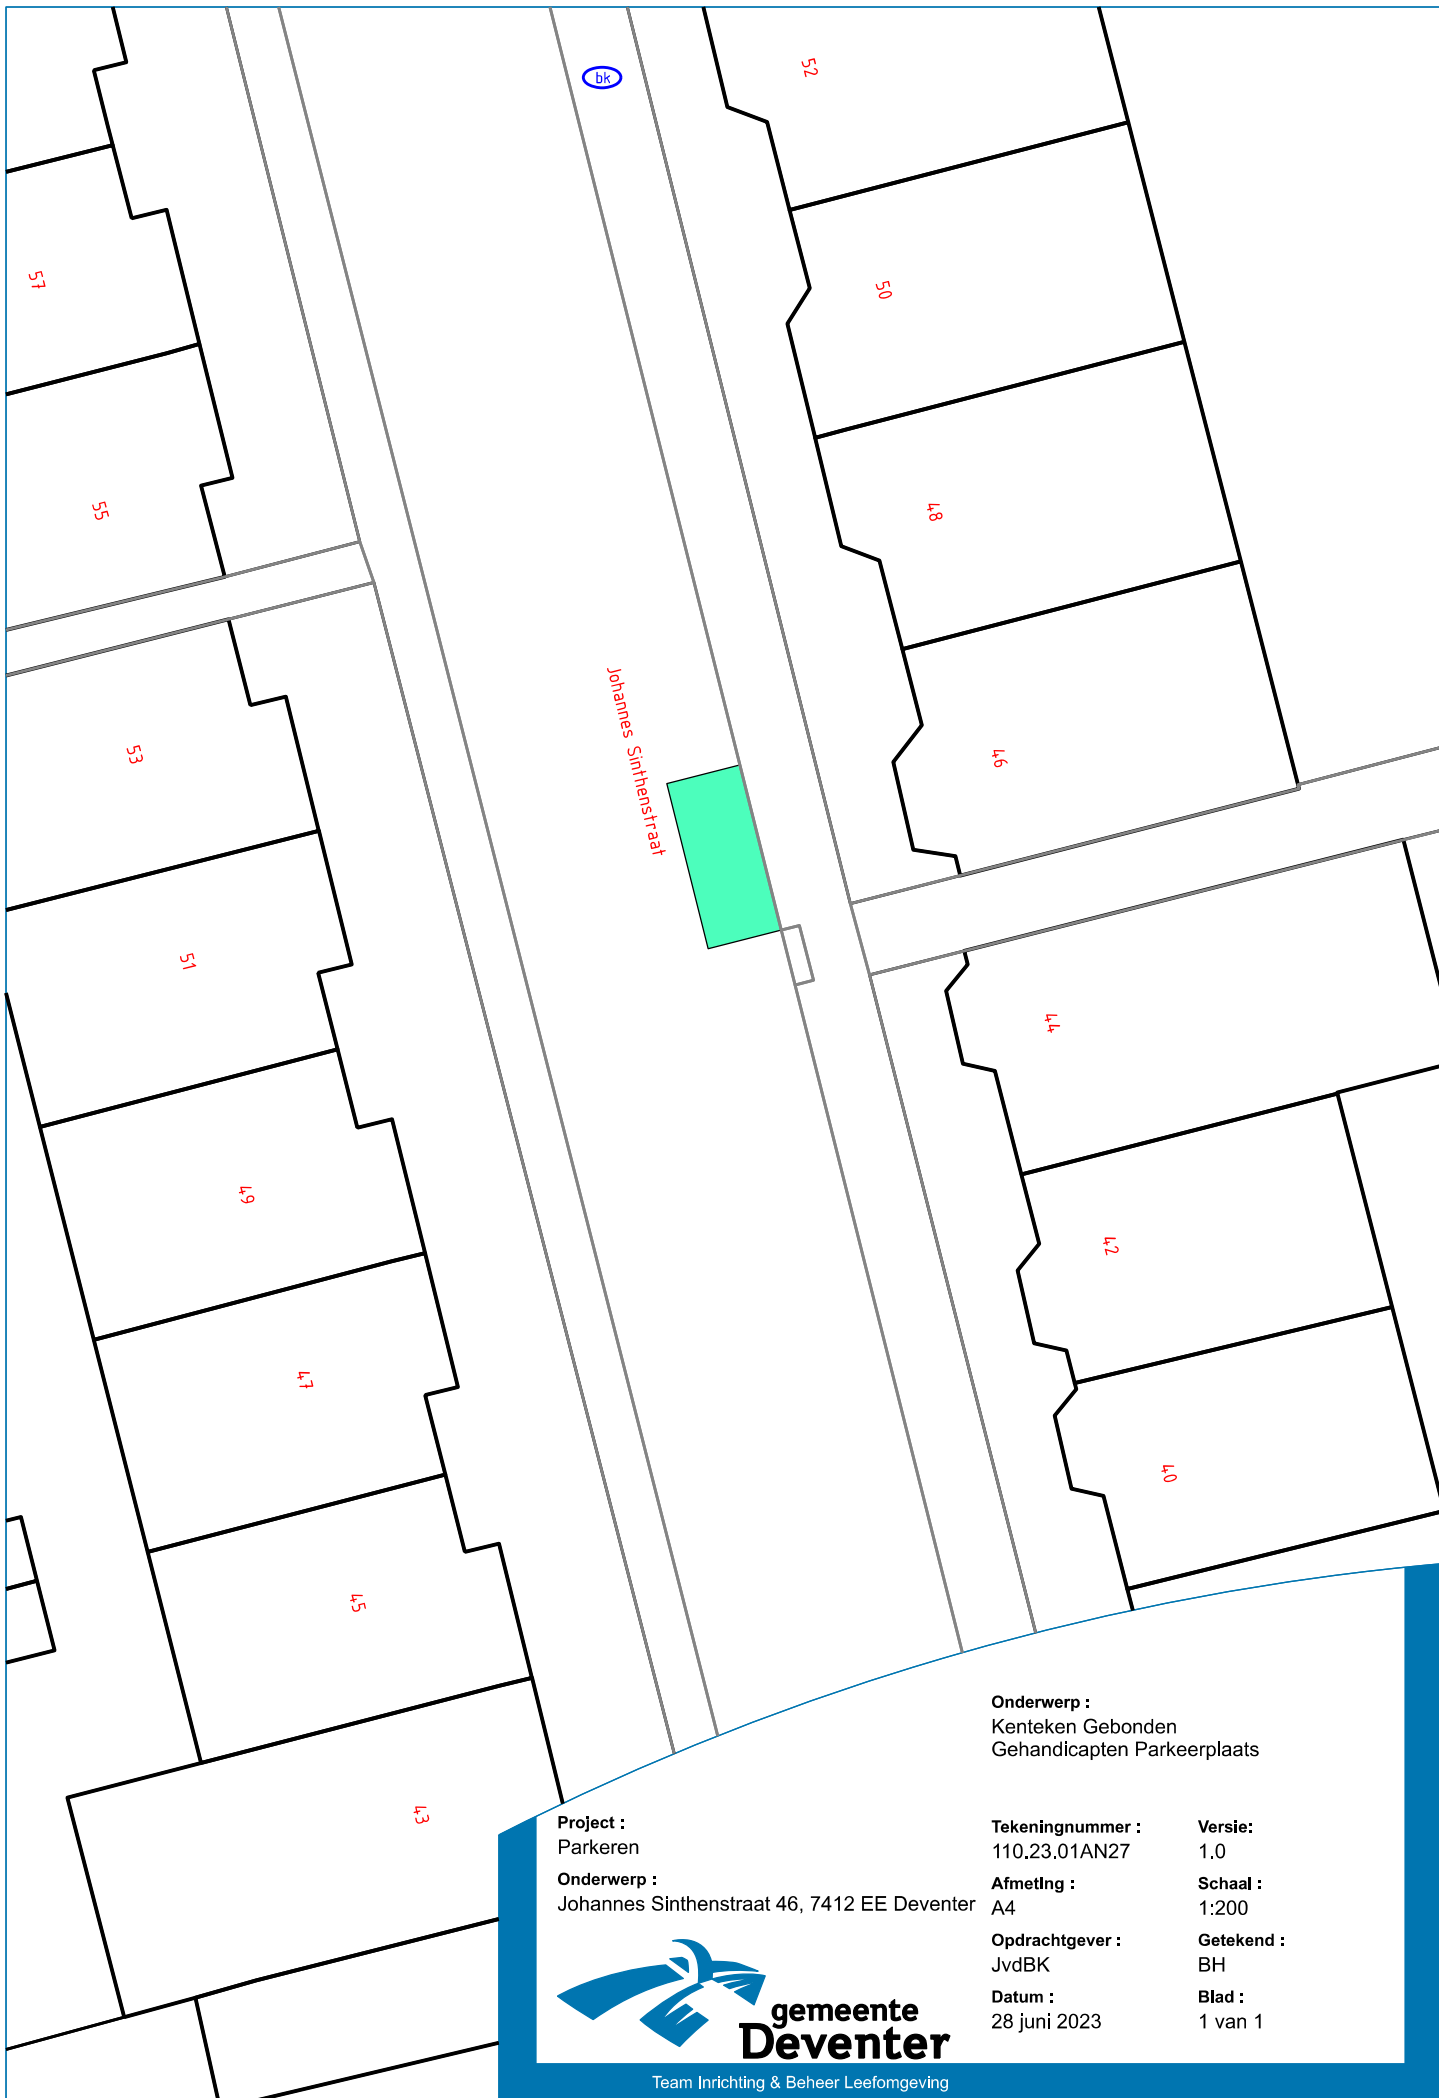 bk
52
57
50
55
48
Johannes Sinthenstraat
53
46
51
44
49
42
47
40
45
43
Onderwerp :
Kenteken Gebonden
Gehandicapten Parkeerplaats
Project :
Parkeren
Onderwerp :
Johannes Sinthenstraat 46, 7412 EE Deventer
Tekeningnummer :
110.23.01AN27
Versie:
1.0
Afmeting :
A4
Schaal :
1:200
Opdrachtgever :
JvdBK
Getekend :
BH
Datum :
28 juni 2023
Blad :
1 van 1
gemeente
Deventer
Team Inrichting & Beheer Leefomgeving